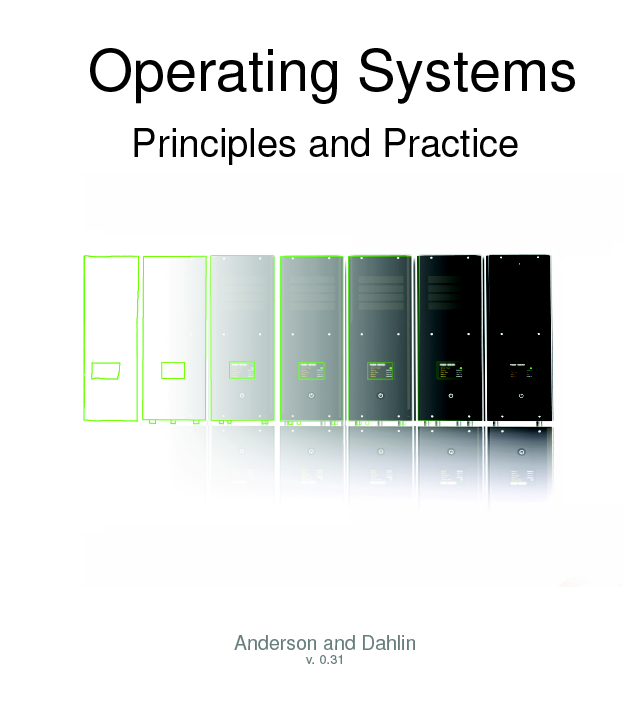 Operating Systems
Principles and Practice
Anderson and Dahlin
v. 0.31